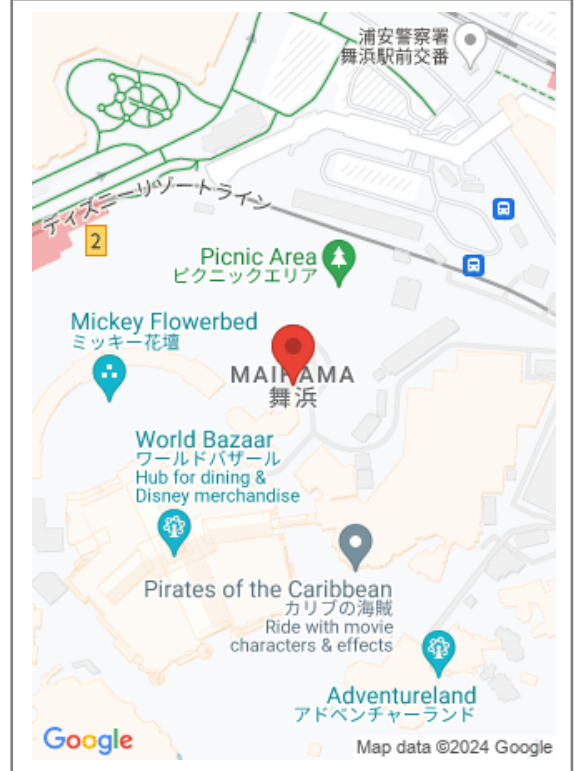 浦安警察署
舞浜駅前交番
ディズニーリゾートライン
2
Picnic Area
ピクニックエリア
Mickey Flowerbed
ミッキー花壇
MAIHAMA
舞浜
World Bazaar
ワールドバザール
Hub for dining &
Disney merchandise
Pirates of the Caribbean
カリブの海賊
Ride with movie
characters & effects
Adventureland
アドベンチャーランド
Google
Map data ©2024 Google